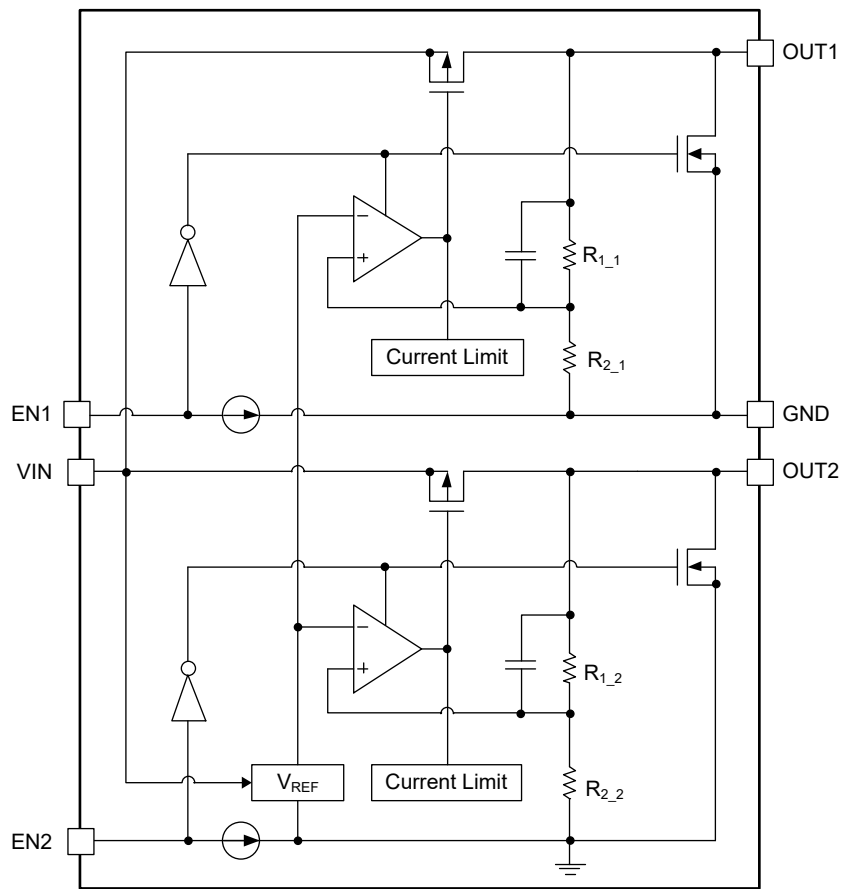 OUT1
−
+
R1_1
Current Limit
R2_1
EN1
GND
VIN
OUT2
−
+
R1_2
VREF
Current Limit
R2_2
EN2